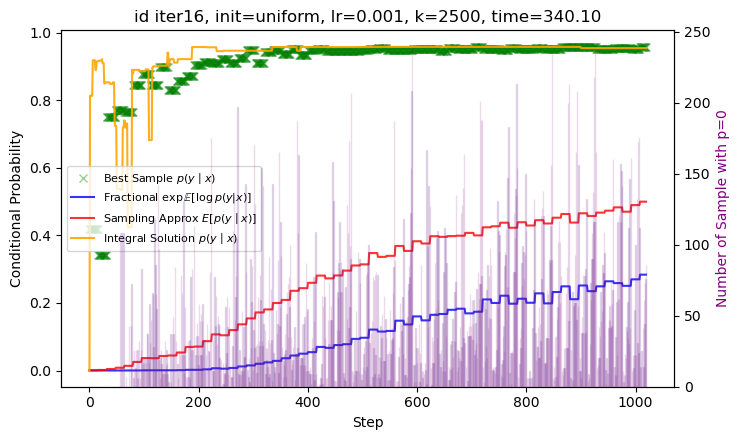 id iter16, init=uniform, lr=0.001, k=2500, time=340.10
Conditional Probability
1.0
0.8
0.6
0.4
0.2
0.0
Best Sample p(y | x)
Fractional exp 𝔼[log p(y|x)]
Sampling Approx E[p(y | x)]
Integral Solution p(y | x)
250
200
150
100
50
0
Number of Sample with p=0
0 200 400 600 800 1000
Step